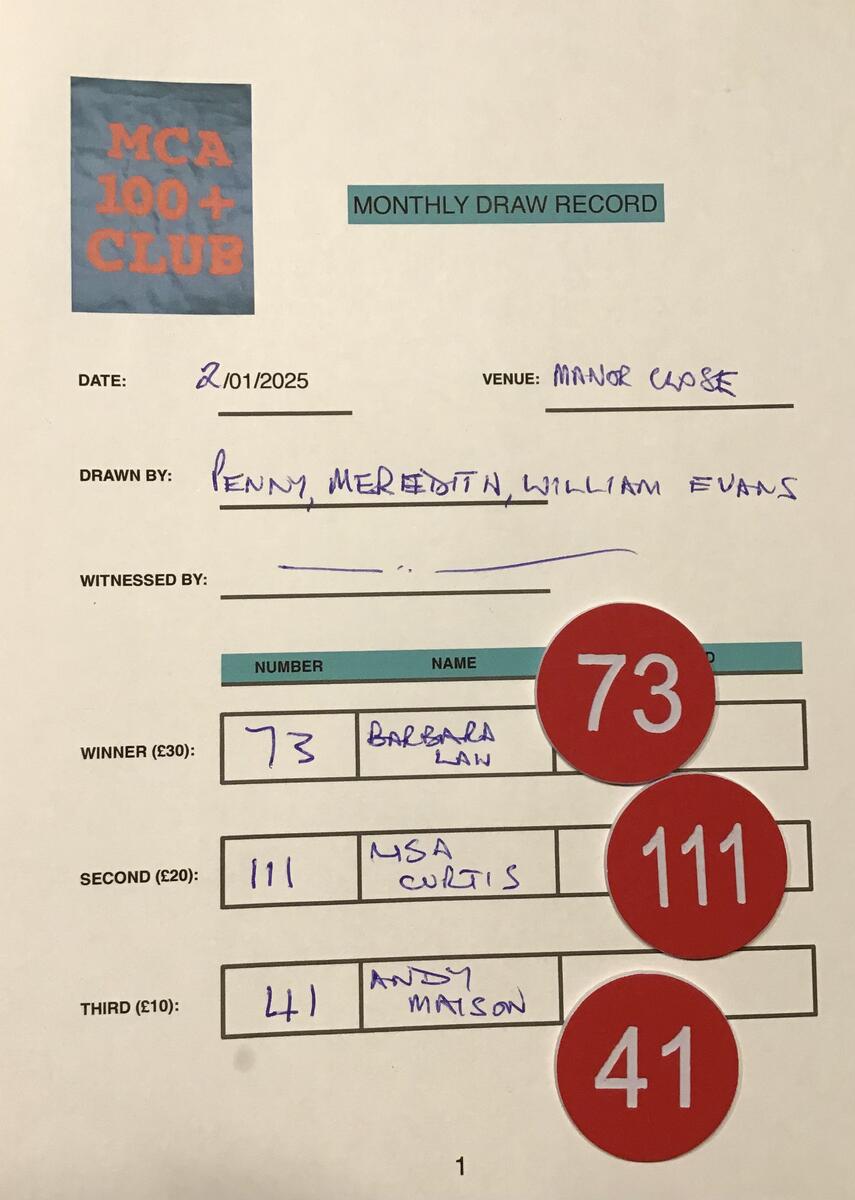 MCA
100+
CLUB
MONTHLY DRAW RECORD
DATE: 2/01/2025 VENUE: MANOR CLOSE
DRAWN BY: PENNY, MEREDITH, WILLIAM EVANS
WITNESSED BY:
NUMBER NAME
73
WINNER (£30): 73 BARBARA
LAW
111
SECOND (£20): 111 LISA
CURTIS
THIRD (£10): 41 ANDY
MATSON
41
1